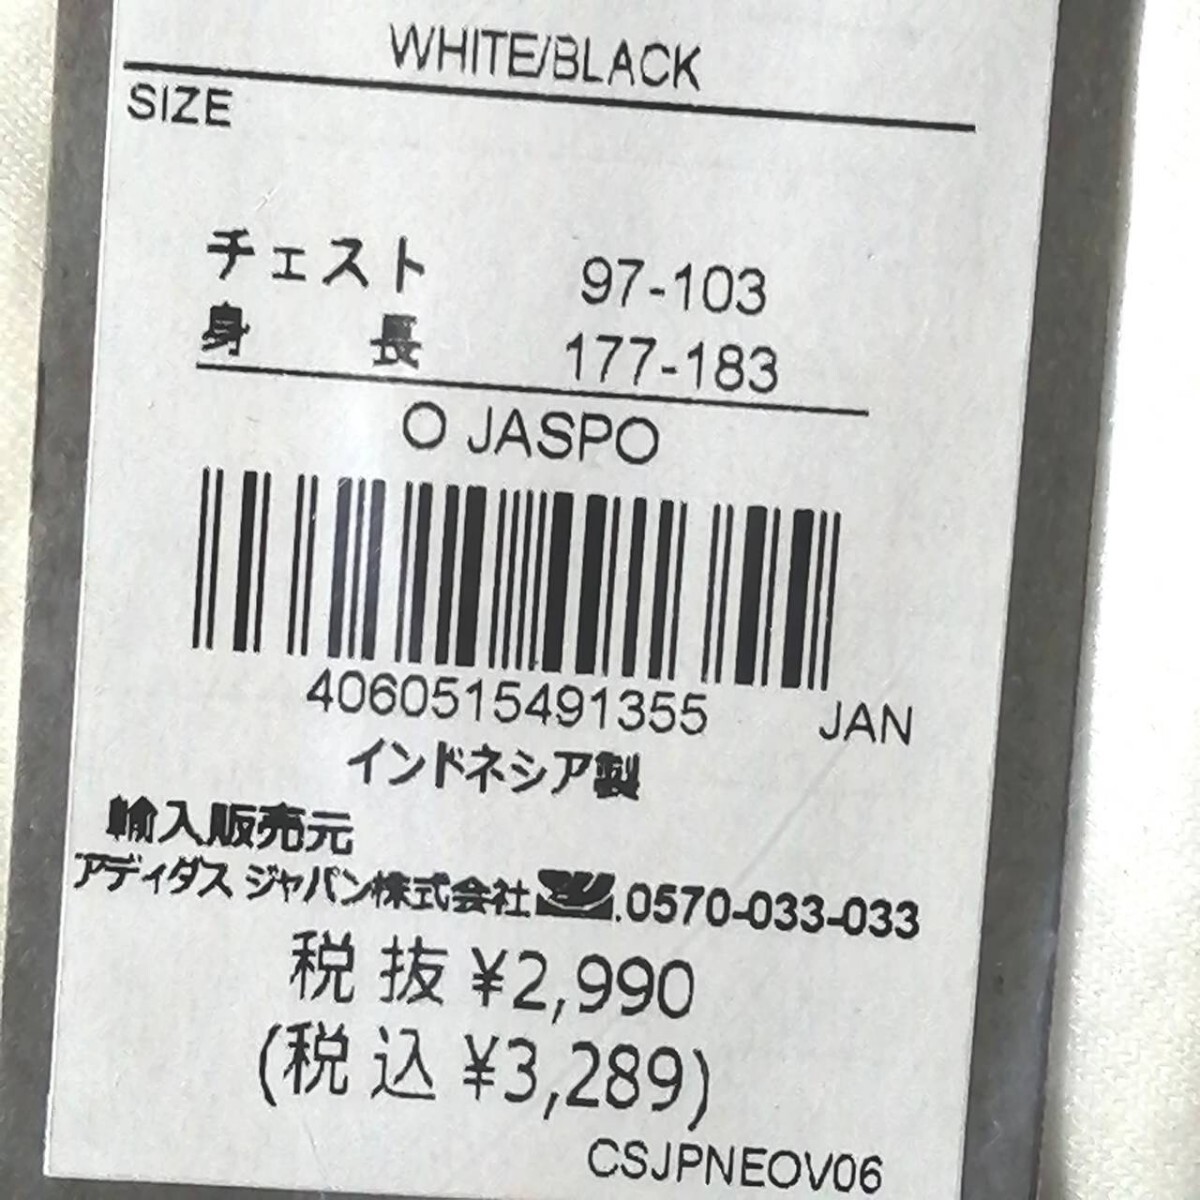 WHITE/BLACK
SIZE
チェスト 97-103
身長 177-183
O JASPO
4060515491355 JAN
インドネシア製
輸入販売元
アディダス ジャパン株式会社 .0570-033-033
税抜 ¥2,990
(税込 ¥3,289)
CSJPNEOV06